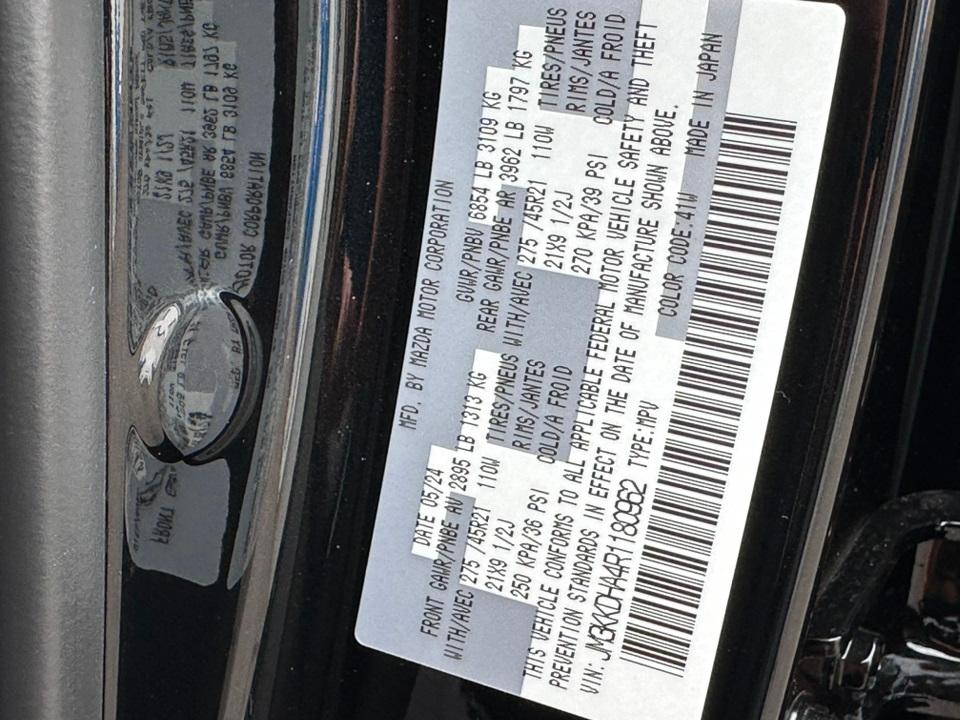 MFD. BY MAZDA MOTOR CORPORATION
DATE 05/24 GVWR/PNBV 6854 LB 3109 KG
FRONT GAWR/PNBE AV 2895 LB 1313 KG REAR GAWR/PNBE AR 3962 LB 1797 KG
WITH/AVEC 275 /45R21 110W TIRES/PNEUS WITH/AVEC 275 /45R21 110W TIRES/PNEUS
21X9 1/2J RIMS/JANTES 21X9 1/2J RIMS/JANTES
250 KPA/36 PSI COLD/A FROID 270 KPA/39 PSI COLD/A FROID
THIS VEHICLE CONFORMS TO ALL APPLICABLE FEDERAL MOTOR VEHICLE SAFETY AND THEFT
PREVENTION STANDARDS IN EFFECT ON THE DATE OF MANUFACTURE SHOWN ABOVE.
VIN: JM3KKDHA4R1180962 TYPE:MPV COLOR CODE:41W MADE IN JAPAN